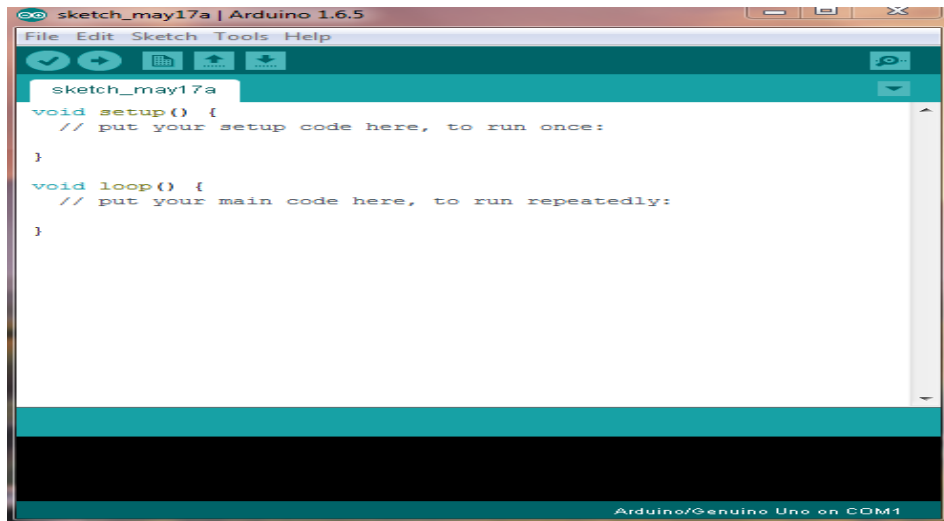 sketch_may17a | Arduino 1.6.5
File Edit Sketch Tools Help
sketch_may17a
void setup() {
  // put your setup code here, to run once:
}
void loop() {
  // put your main code here, to run repeatedly:
}
Arduino/Genuino Uno on COM1